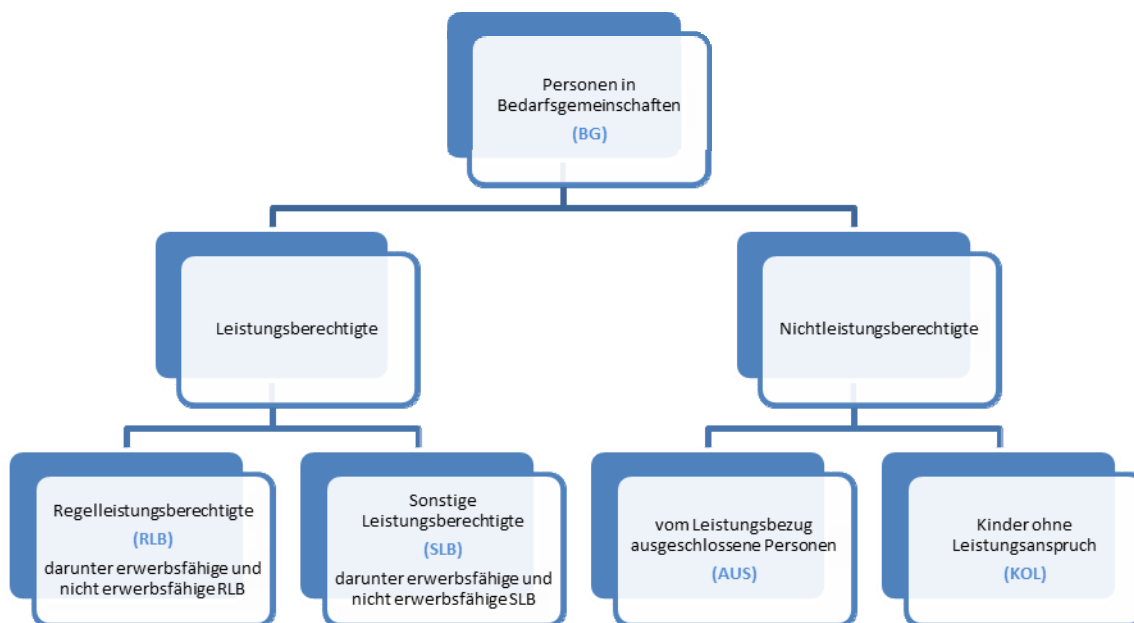 Personen in
Bedarfsgemeinschaften
(BG)
Leistungsberechtigte
Nichtleistungsberechtigte
Regelleistungsberechtigte
(RLB)
darunter erwerbsfähige und
nicht erwerbsfähige RLB
Sonstige
Leistungsberechtigte
(SLB)
darunter erwerbsfähige und
nicht erwerbsfähige SLB
vom Leistungsbezug
ausgeschlossene Personen
(AUS)
Kinder ohne
Leistungsanspruch
(KOL)